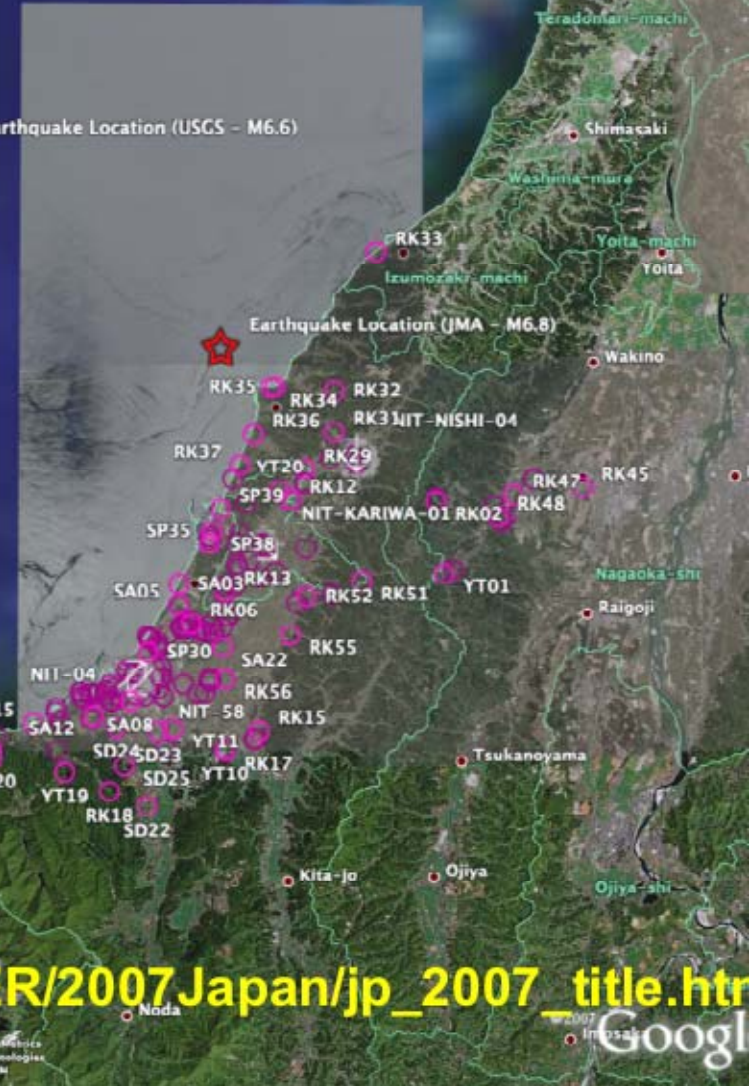 Teradomari-machi
rthquake Location (USGS - M6.6)
Shimasaki
Washima-mura
RK33
Yoita-machi
Yoita
Izumozaki-machi
Earthquake Location (JMA - M6.8)
Wakino
RK35
RK32
RK34
RK36
RK31
NIT-NISHI-04
RK37
YT20
RK29
RK47
RK45
SP39
RK12
RK48
NIT-KARIWA-01
RK02
SP35
SP38
SA05
SA03
RK13
YT01
Nagaoka-shi
RK52
RK51
RK06
Raigoji
SP30
RK55
SA22
NIT-04
RK56
15
SA12
SA08
NIT-58
RK15
SD24
SD23
YT11
RK17
Tsukanoyama
20
YT19
SD25
YT10
RK18
SD22
Kita-jo
Ojiya
Ojiya-shi
R/2007Japan/jp_2007_title.htm
Noda
2007
Googl